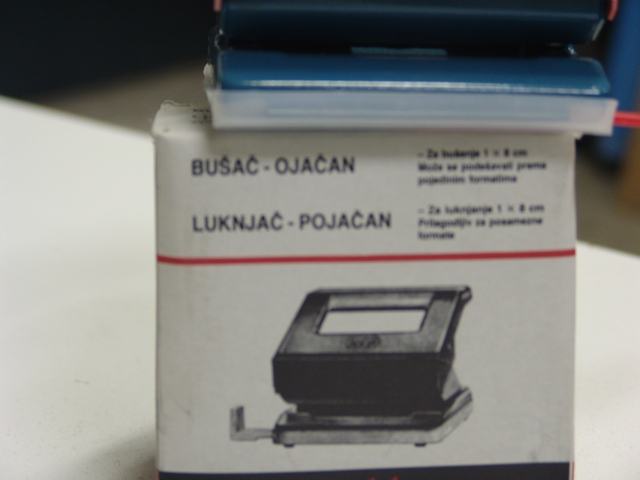 BUŠAČ - OJAČAN
– Za bušenje 1 × 8 cm
Može se podešavati prema
pojedinim formatima
LUKNJAČ - POJAČAN
– Za luknjanje 1 × 8 cm
Prilagodljiv za posamezne
formate